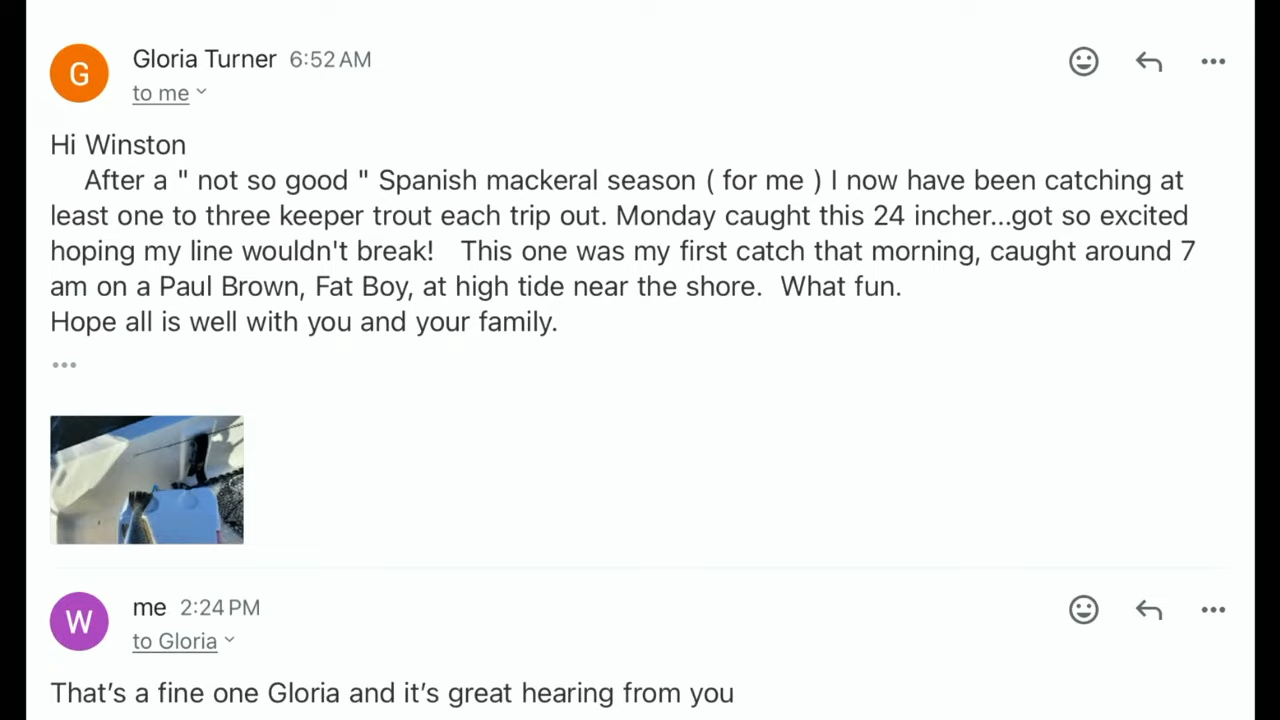 G
Gloria Turner 6:52 AM
to me
Hi Winston
After a " not so good " Spanish mackeral season ( for me ) I now have been catching at
least one to three keeper trout each trip out. Monday caught this 24 incher...got so excited
hoping my line wouldn't break! This one was my first catch that morning, caught around 7
am on a Paul Brown, Fat Boy, at high tide near the shore. What fun.
Hope all is well with you and your family.
W
me 2:24 PM
to Gloria
That’s a fine one Gloria and it’s great hearing from you